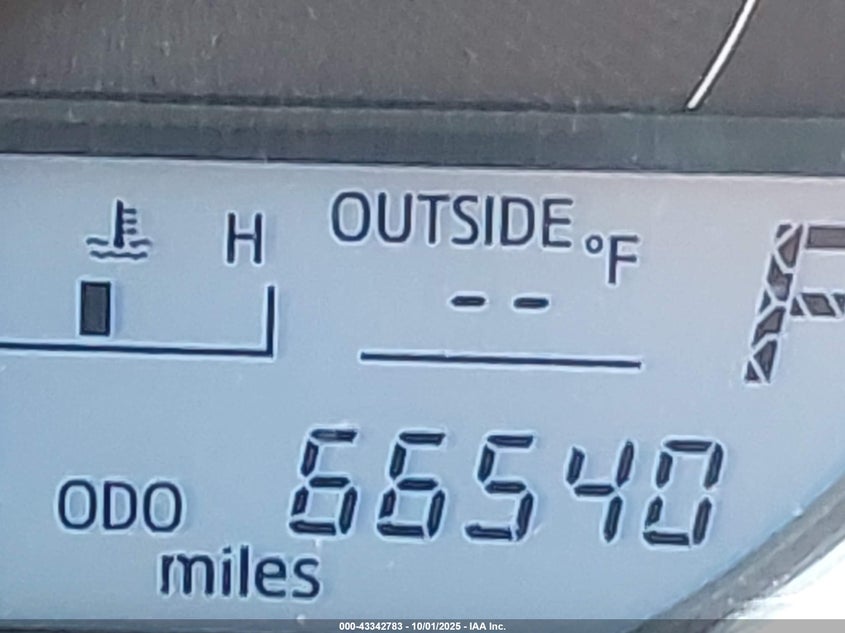 H
OUTSIDE °F
--
F
ODO 66540
miles
000-43342783 - 10/01/2025 - IAA Inc.